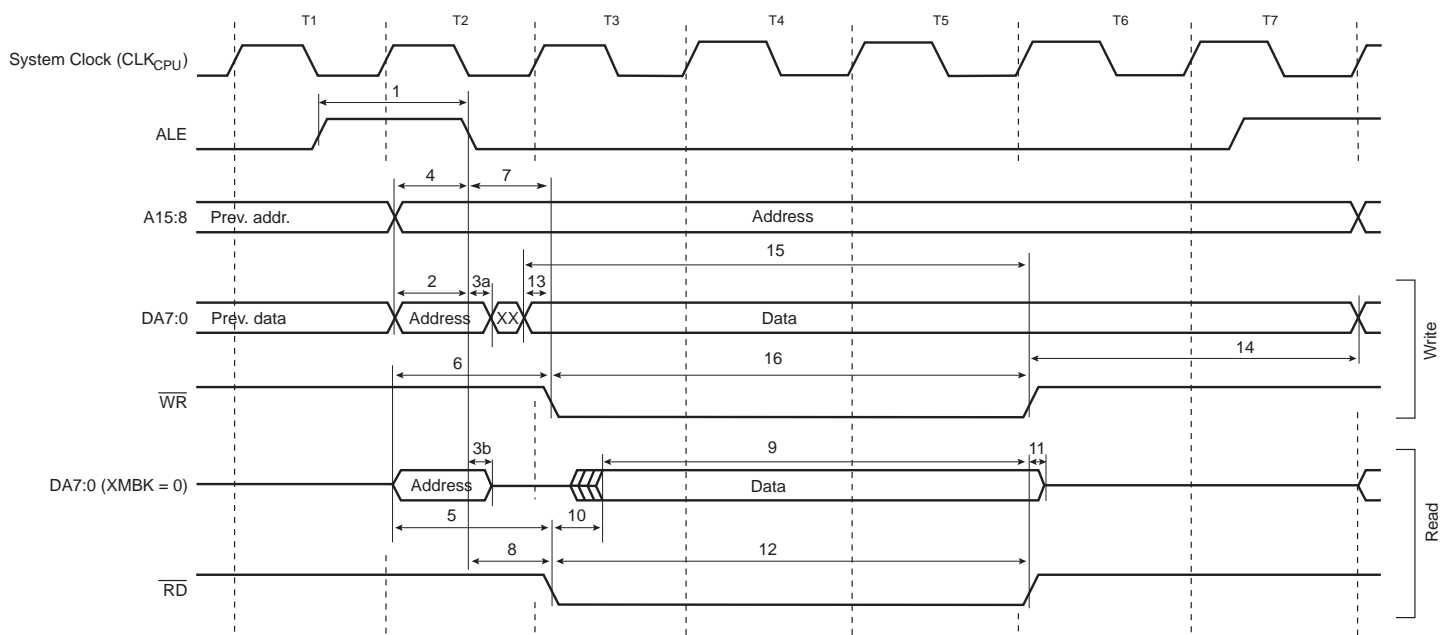 T1 T2 T3 T4 T5 T6 T7
System Clock (CLKCPU)
1
ALE
4 7
A15:8 Prev. addr. Address
15
2 3a 13
DA7:0 Prev. data Address XX Data
14
6 16
WR
Write
3b 9 11
DA7:0 (XMBK = 0) Address Data
5 10
8 12
RD
Read